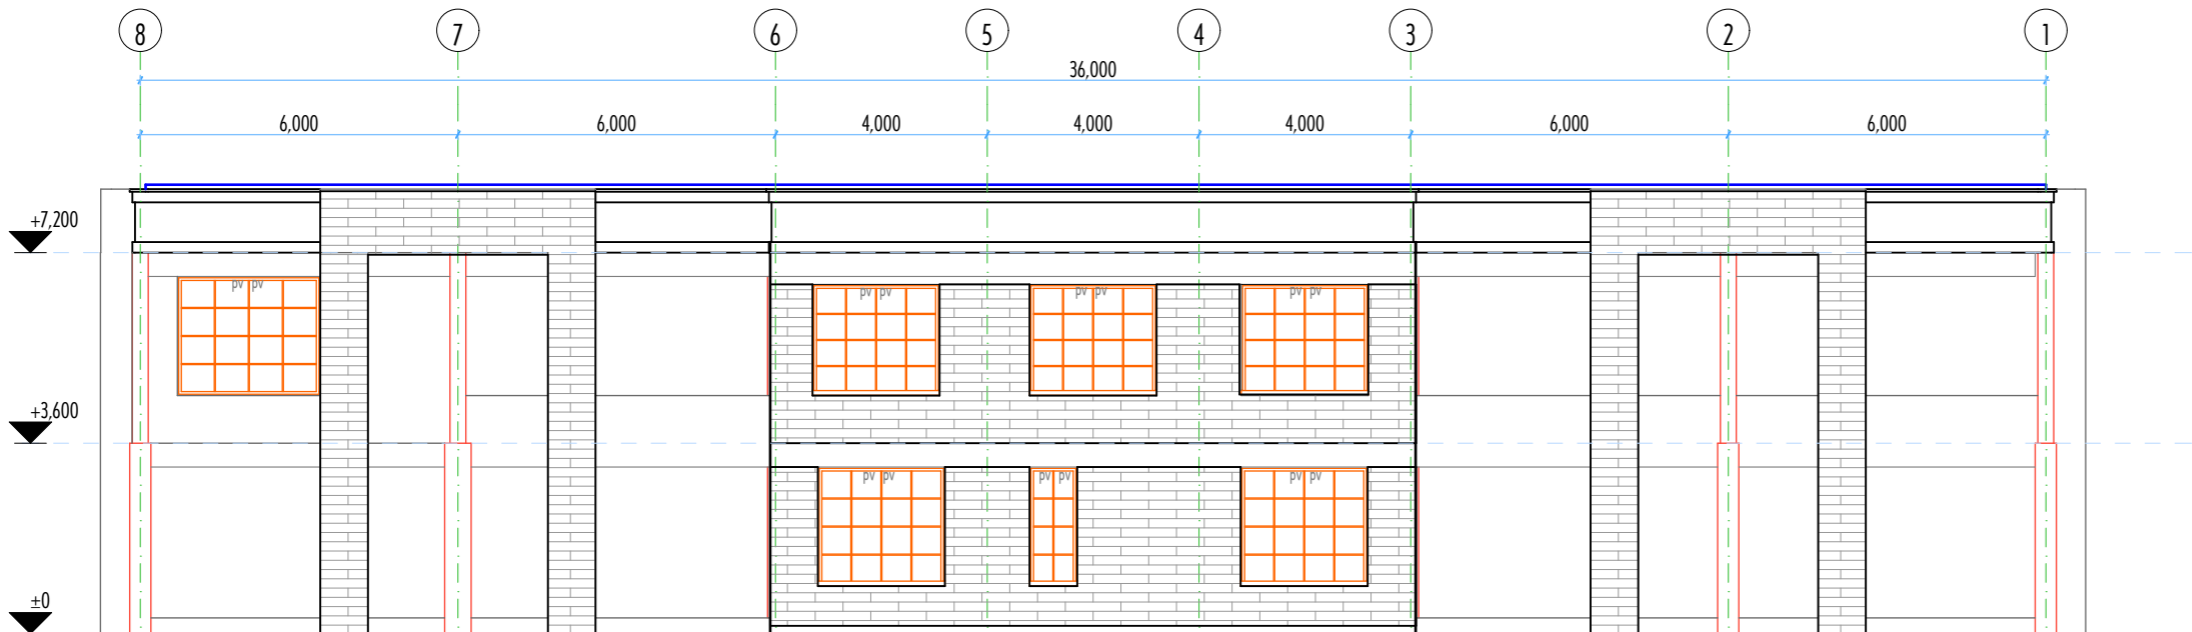 8 7 6 5 4 3 2 1
36,000
6,000 6,000 4,000 4,000 4,000 6,000 6,000
+7,200
pv pv
pv pv pv pv pv pv
+3,600
pv pv pv pv pv pv
±0